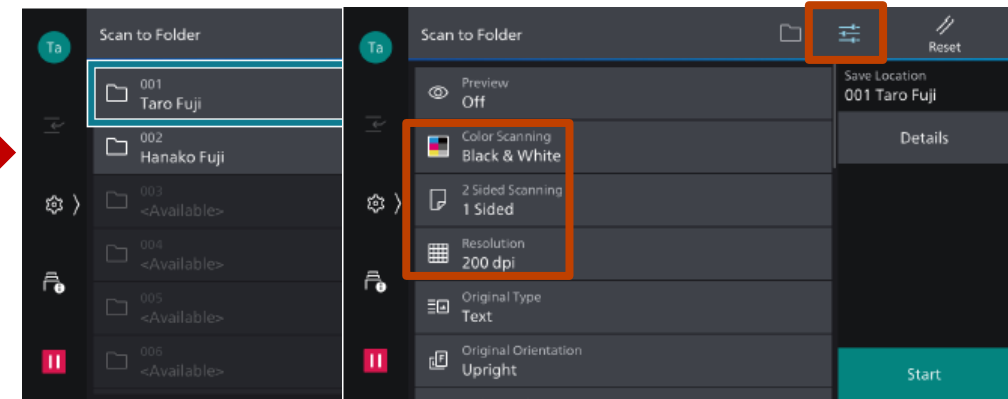 Ta
Scan to Folder
001
Taro Fuji
002
Hanako Fuji
003
<Available>
004
<Available>
005
<Available>
006
<Available>
Ta
Scan to Folder
Reset
Preview
Off
Color Scanning
Black & White
2 Sided Scanning
1 Sided
Resolution
200 dpi
Original Type
Text
Original Orientation
Upright
Save Location
001 Taro Fuji
Details
Start